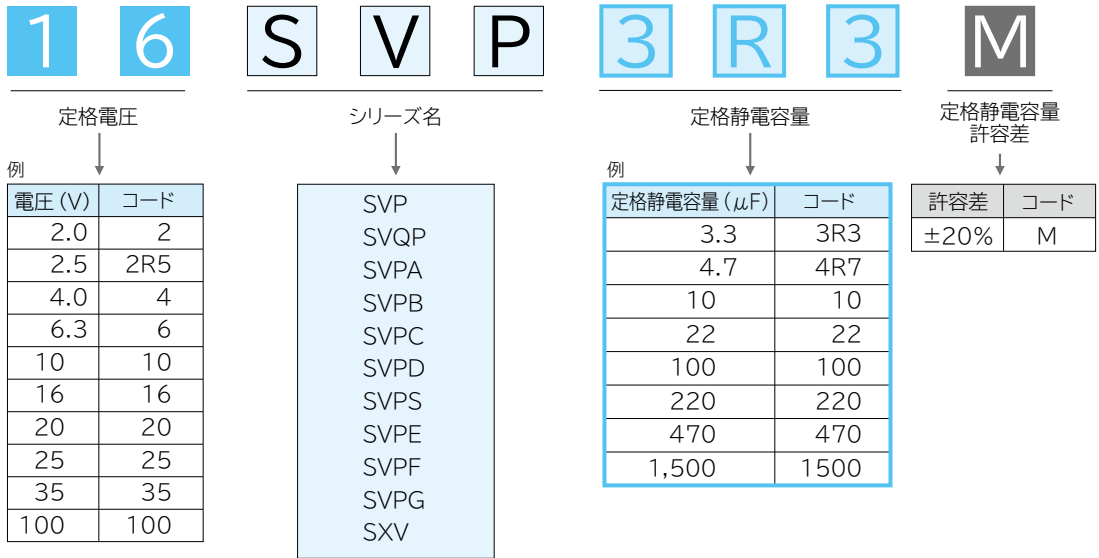 16 SVP 3R3 M
定格電圧
シリーズ名
定格静電容量
定格静電容量
許容差
例
電圧(V) コード
2.0 2
2.5 2R5
4.0 4
6.3 6
10 10
16 16
20 20
25 25
35 35
100 100
SVP
SVQP
SVPA
SVPB
SVPC
SVPD
SVPS
SVPE
SVPF
SVPG
SXV
例
定格静電容量(μF) コード
3.3 3R3
4.7 4R7
10 10
22 22
100 100
220 220
470 470
1,500 1500
許容差 コード
±20% M